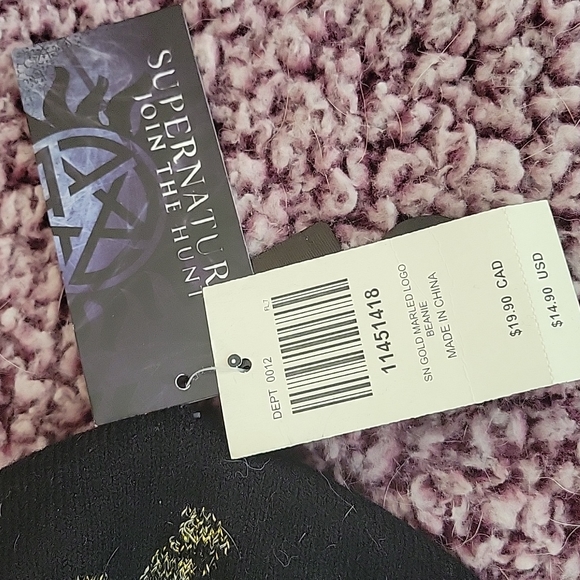 SUPERNATUR
JOIN THE HUNT
DEPT 0012
FL7
11451418
SN GOLD MARLED LOGO
BEANIE
MADE IN CHINA
$19.90 CAD
$14.90 USD